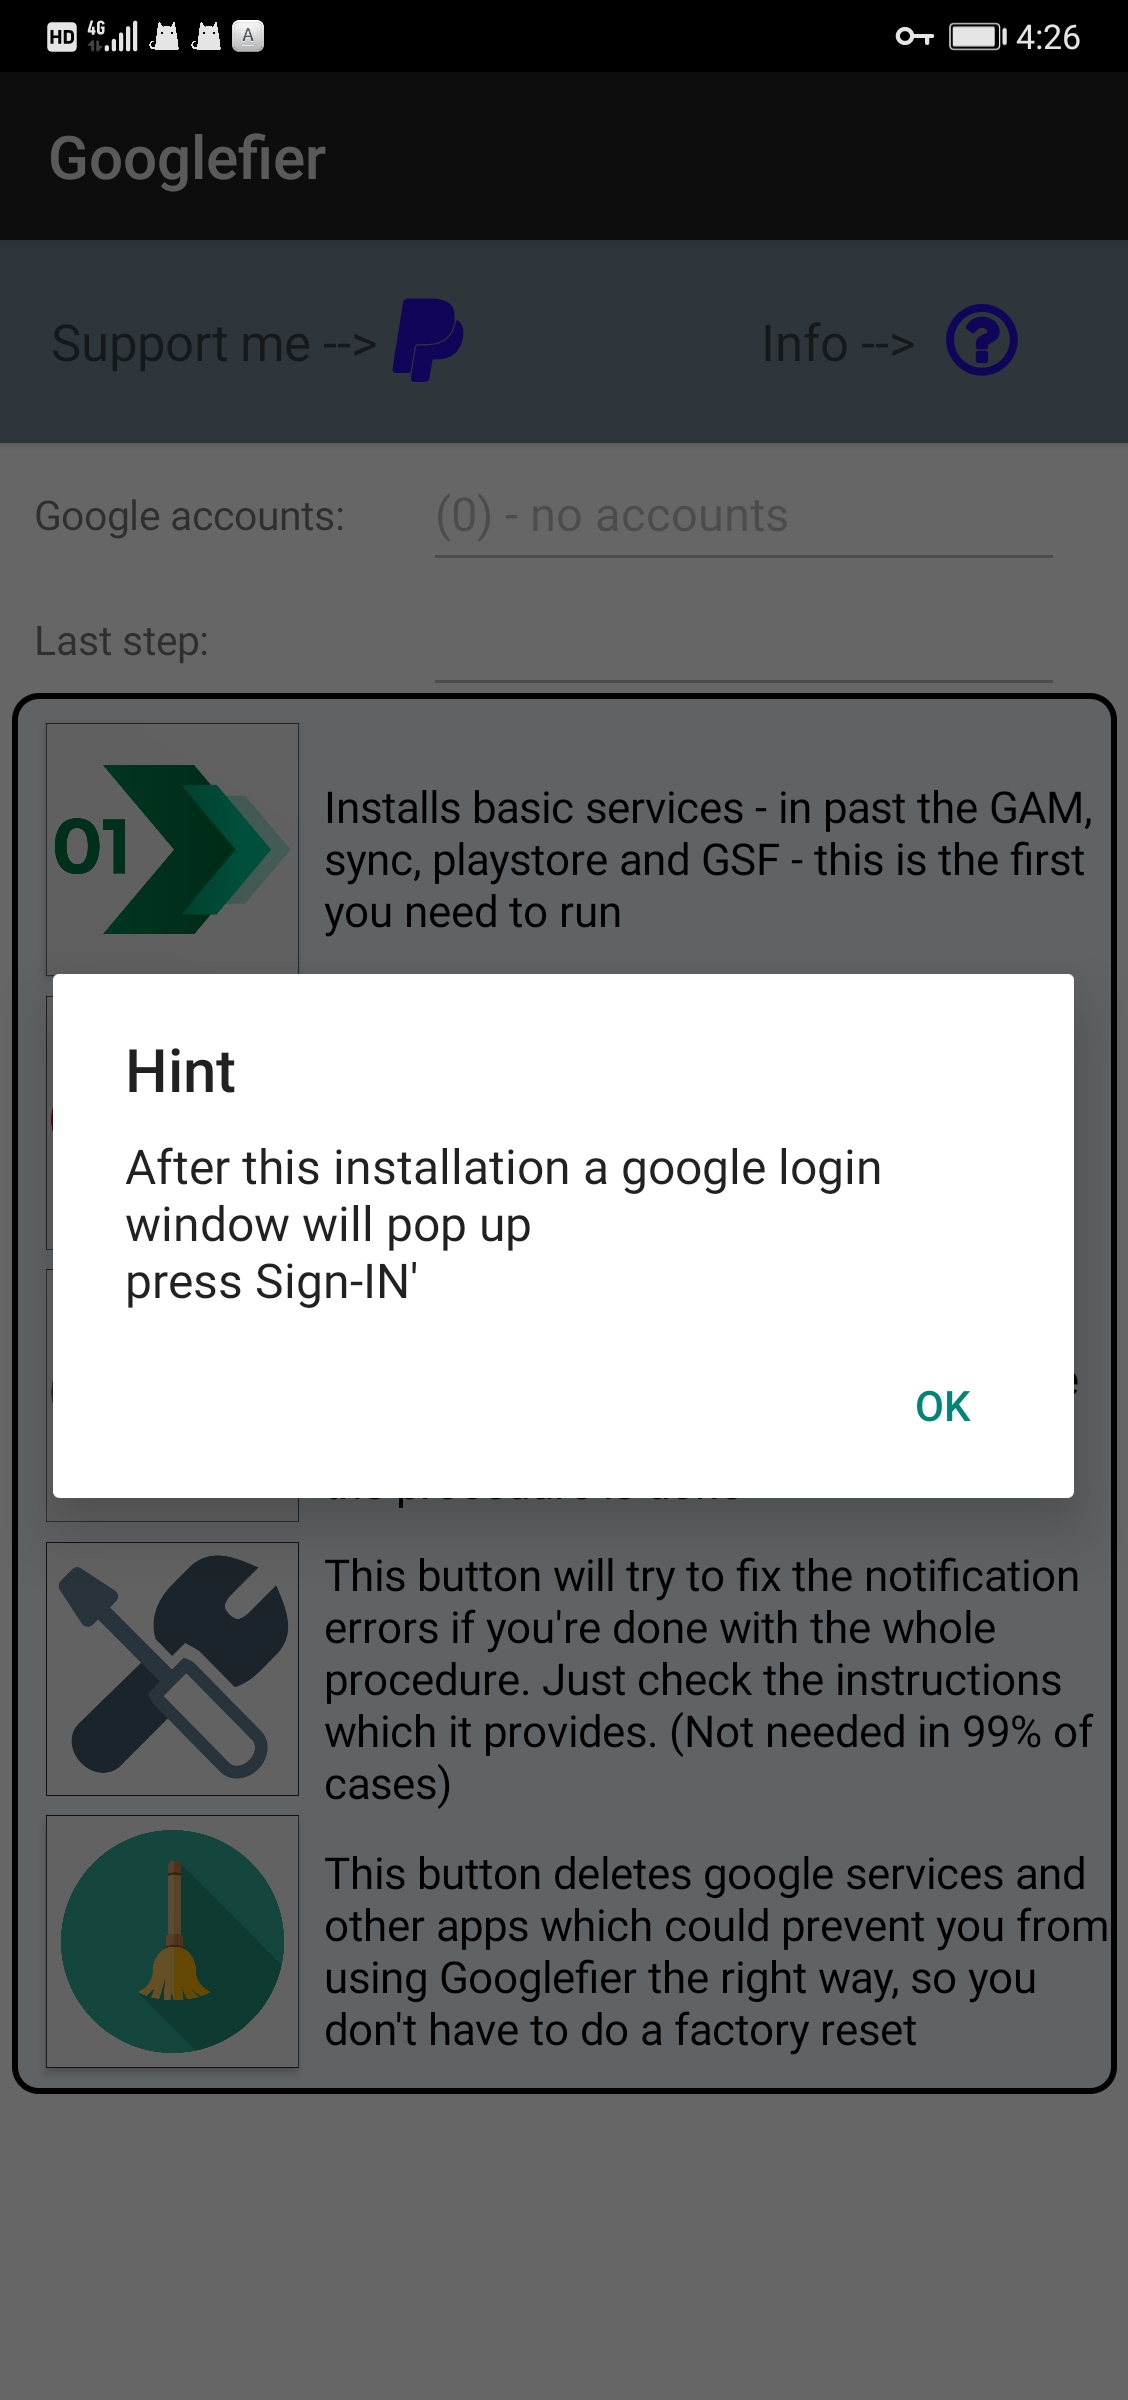 HD 4G A 4:26
Googlefier
Support me --> Info -->
Google accounts: (0) - no accounts
Last step:
01
Installs basic services - in past the GAM,
sync, playstore and GSF - this is the first
you need to run
Hint
After this installation a google login
window will pop up
press Sign-IN'
OK
This button will try to fix the notification
errors if you're done with the whole
procedure. Just check the instructions
which it provides. (Not needed in 99% of
cases)
This button deletes google services and
other apps which could prevent you from
using Googlefier the right way, so you
don't have to do a factory reset